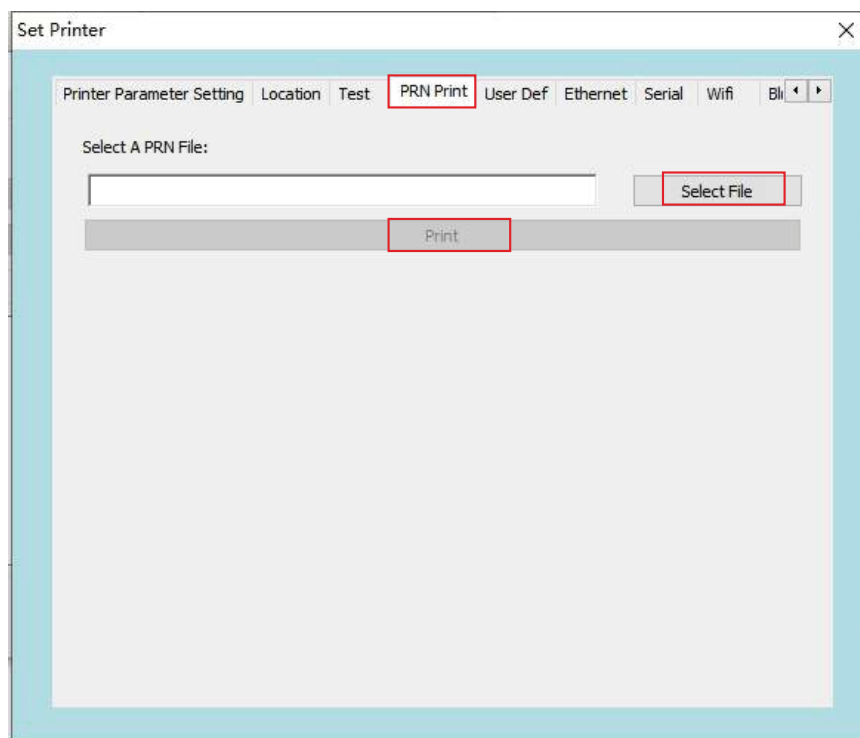 Set Printer
Printer Parameter Setting Location Test PRN Print User Def Ethernet Serial Wifi
Select A PRN File:
Select File
Print